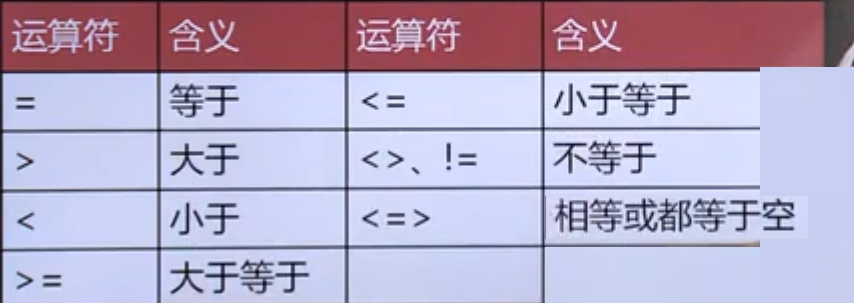 运算符 含义 运算符 含义
= 等于 <= 小于等于
> 大于 <>、!= 不等于
< 小于 <=> 相等或都等于空
>= 大于等于